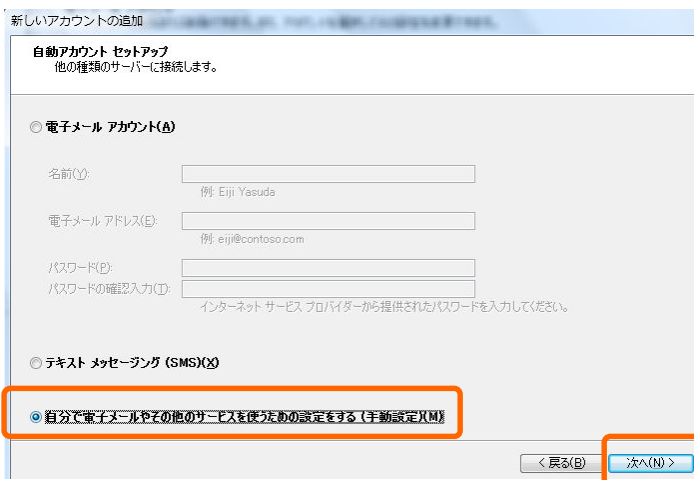 新しいアカウントの追加
自動アカウント セットアップ
他の種類のサーバーに接続します。
電子メール アカウント(A)
名前(Y):
例: Eiji Yasuda
電子メール アドレス(E):
例: eiji@contoso.com
パスワード(P):
パスワードの確認入力(T):
インターネット サービス プロバイダーから提供されたパスワードを入力してください。
テキスト メッセージング (SMS)(X)
自分で電子メールやその他のサービスを使うための設定をする (手動設定)(M)
< 戻る(B) 次へ(N) >